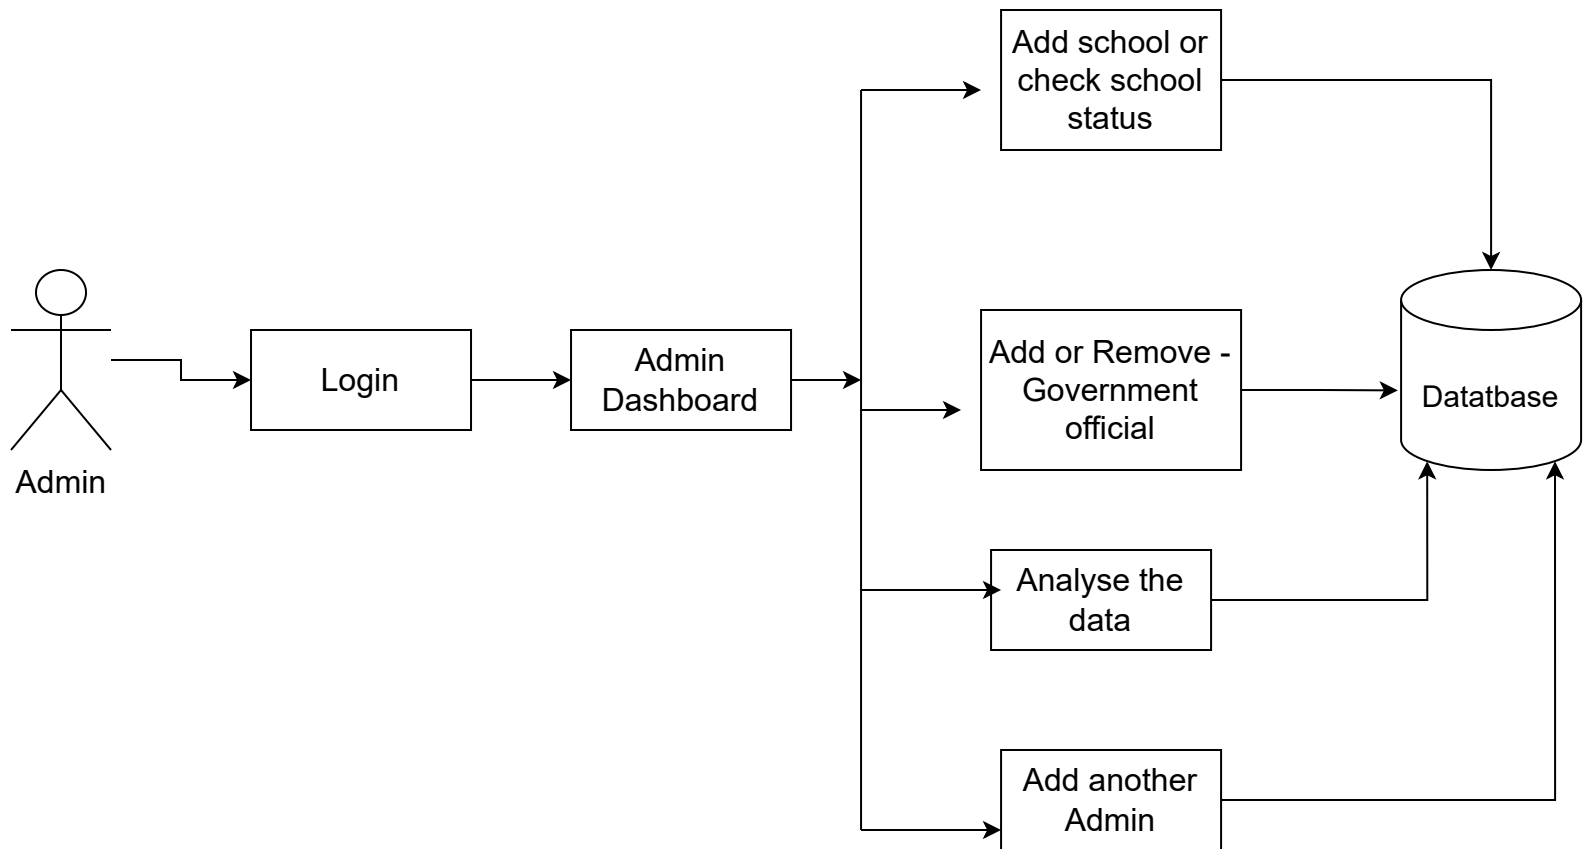 Add school or
check school
status
Admin
Login
Admin
Dashboard
Add or Remove -
Government
official
Datatbase
Analyse the
data
Add another
Admin